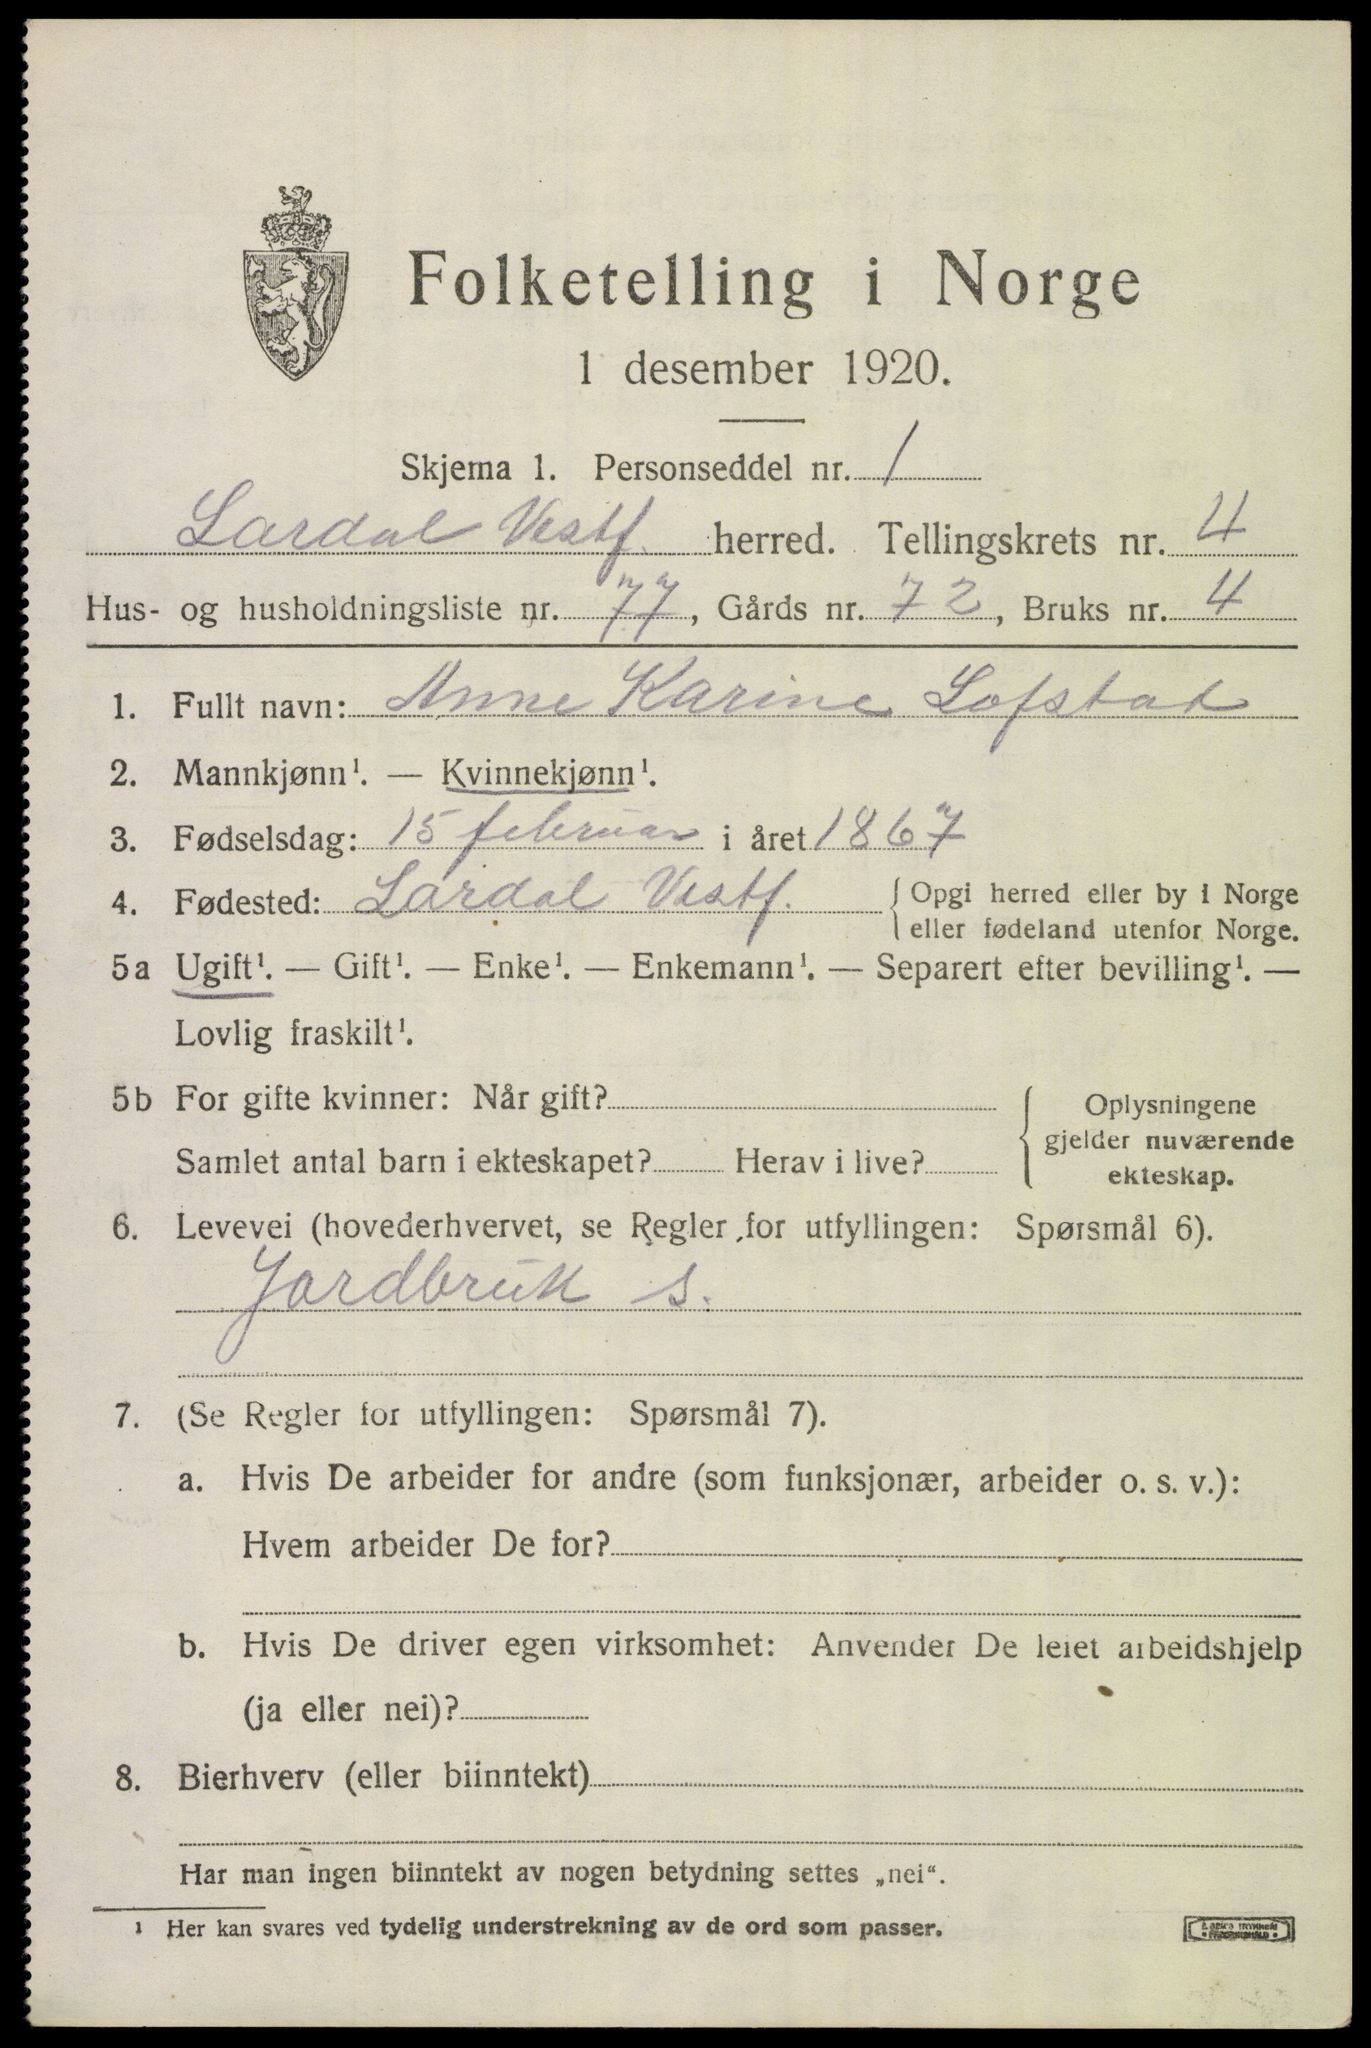 Folketelling i Norge
1 desember 1920.
Skjema 1. Personseddel nr. 1
Lardal Vestf. herred. Tellingskrets nr. 4
Hus- og husholdningsliste nr. 77, Gårds nr. 72, Bruks nr. 4
1. Fullt navn: Anne Karine Lofstad
2. Mannkjønn¹. — Kvinnekjønn¹.
3. Fødselsdag: 15 februar i året 1867
4. Fødested: Lardal Vestf. { Opgi herred eller by i Norge
eller fødeland utenfor Norge.
5a Ugift¹. — Gift¹. — Enke¹. — Enkemann¹. — Separert efter bevilling¹. —
Lovlig fraskilt¹.
5b For gifte kvinner: Når gift?
Samlet antal barn i ekteskapet? Herav i live?
Oplysningene
gjelder nuværende
ekteskap.
6. Levevei (hovederhvervet, se Regler for utfyllingen: Spørsmål 6).
Jordbruk s.
7. (Se Regler for utfyllingen: Spørsmål 7).
a. Hvis De arbeider for andre (som funksjonær, arbeider o. s. v.):
Hvem arbeider De for?
b. Hvis De driver egen virksomhet: Anvender De leiet arbeidshjelp
(ja eller nei)?
8. Bierhverv (eller biinntekt)
Har man ingen biinntekt av nogen betydning settes „nei“.
¹ Her kan svares ved tydelig understrekning av de ord som passer.